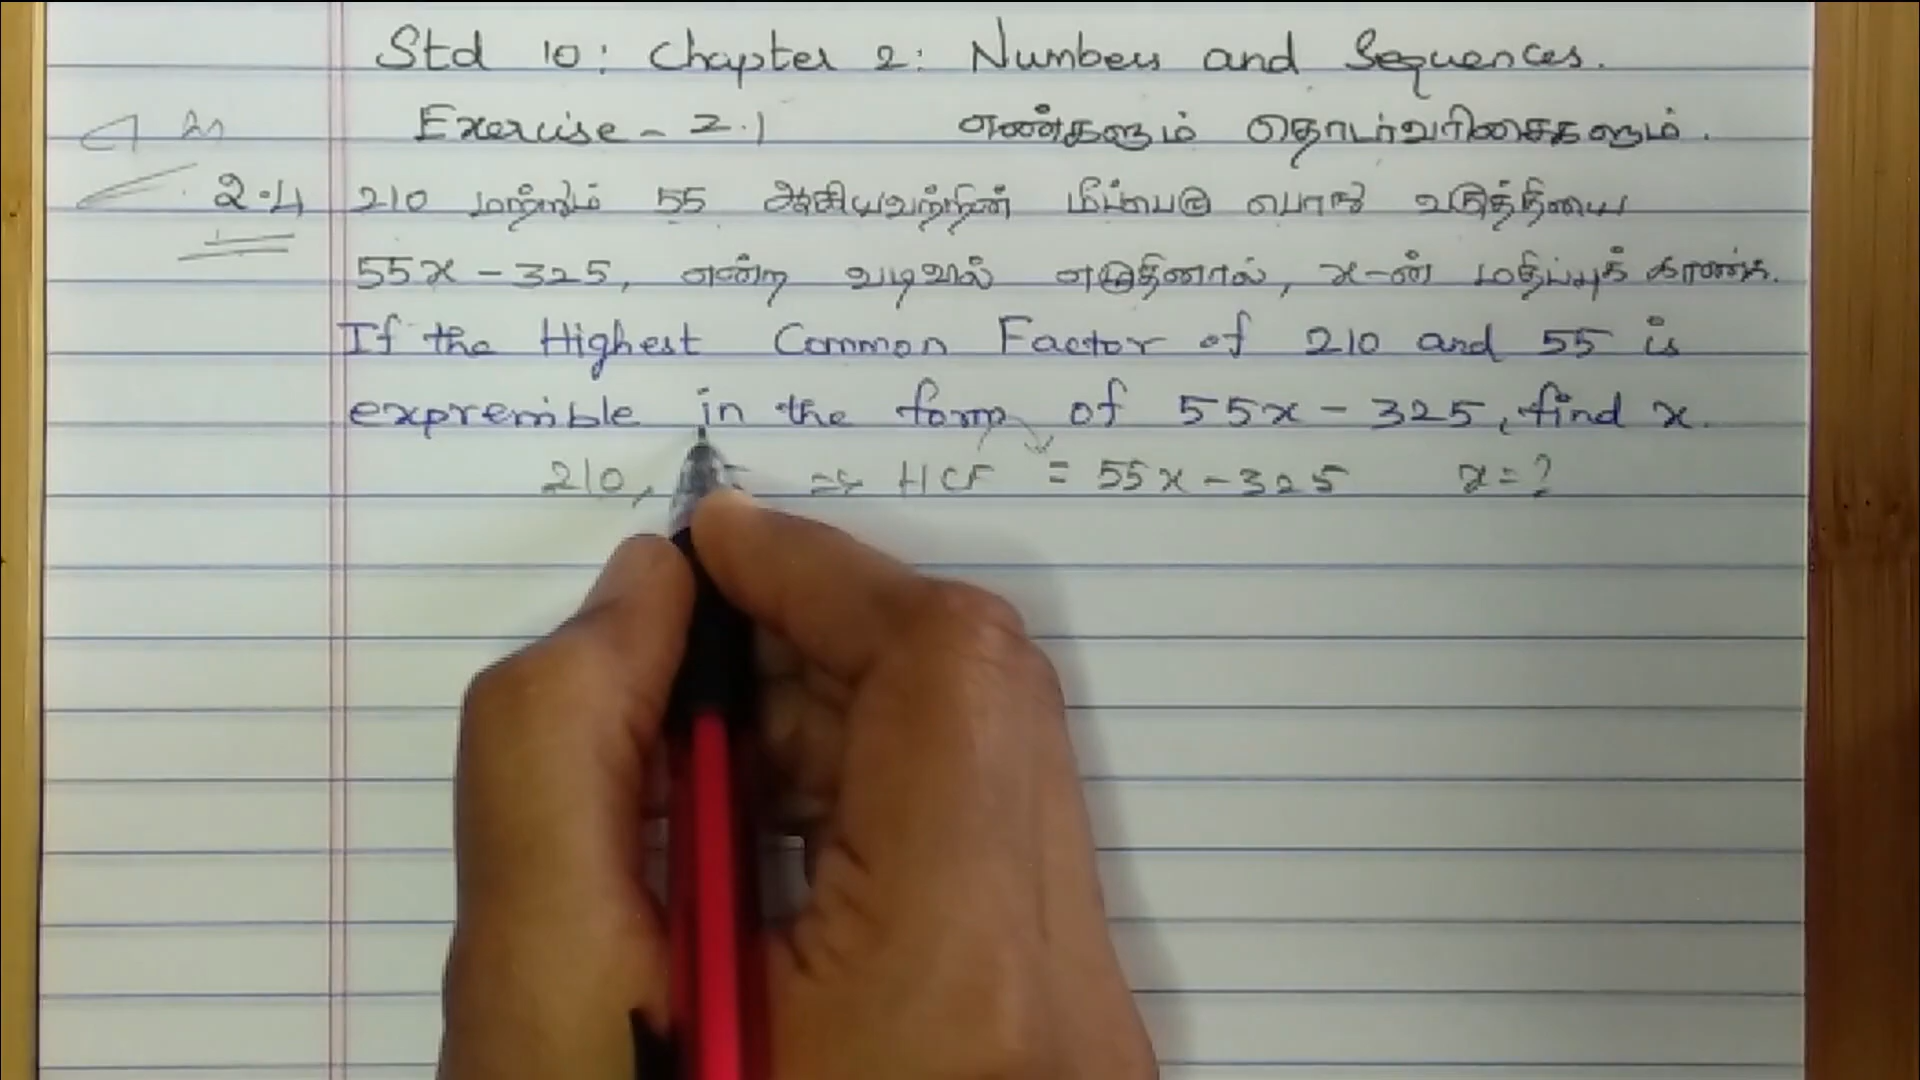 Std 10: Chapter 2: Numbers and Sequences.
Exercise - 2.1 எண்களும் தொடர்வரிசைகளும்.
2.4 210 மற்றும் 55 ஆகியவற்றின் மீப்பெரு பொது வகுத்தியை
55x - 325, என்ற வடிவில் எழுதினால், x-ன் மதிப்புக் காண்க.
If the Highest Common Factor of 210 and 55 is
expressible in the form of 55x - 325, find x.
210, ⇒ HCF = 55x - 325 x = ?